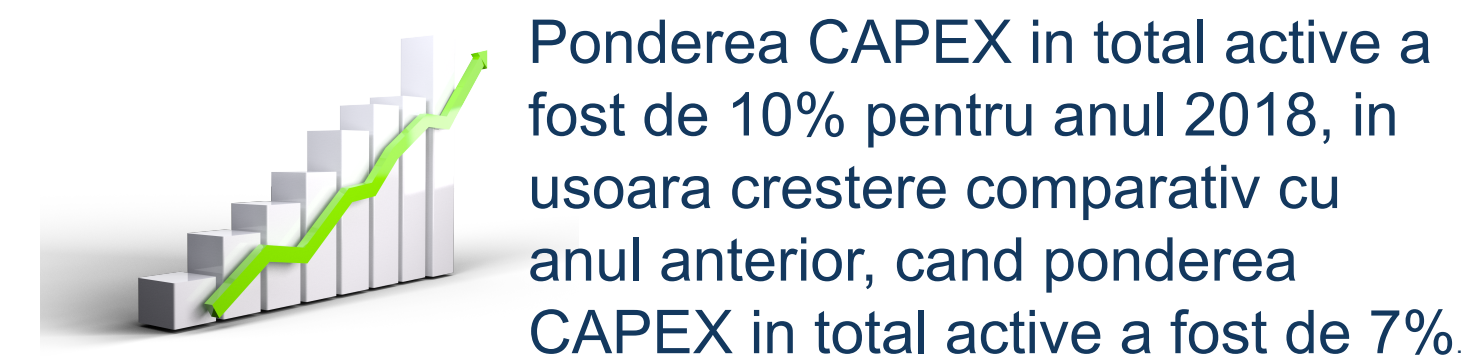 Ponderea CAPEX in total active a
fost de 10% pentru anul 2018, in
usoara crestere comparativ cu
anul anterior, cand ponderea
CAPEX in total active a fost de 7%.